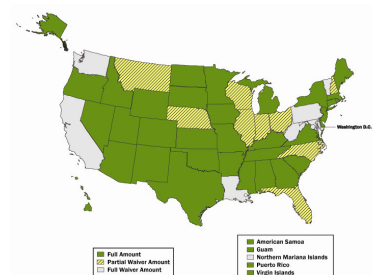 Washington D.C.
Full Amount
Partial Waiver Amount
Full Waiver Amount
American Samoa
Guam
Northern Mariana Islands
Puerto Rico
Virgin Islands